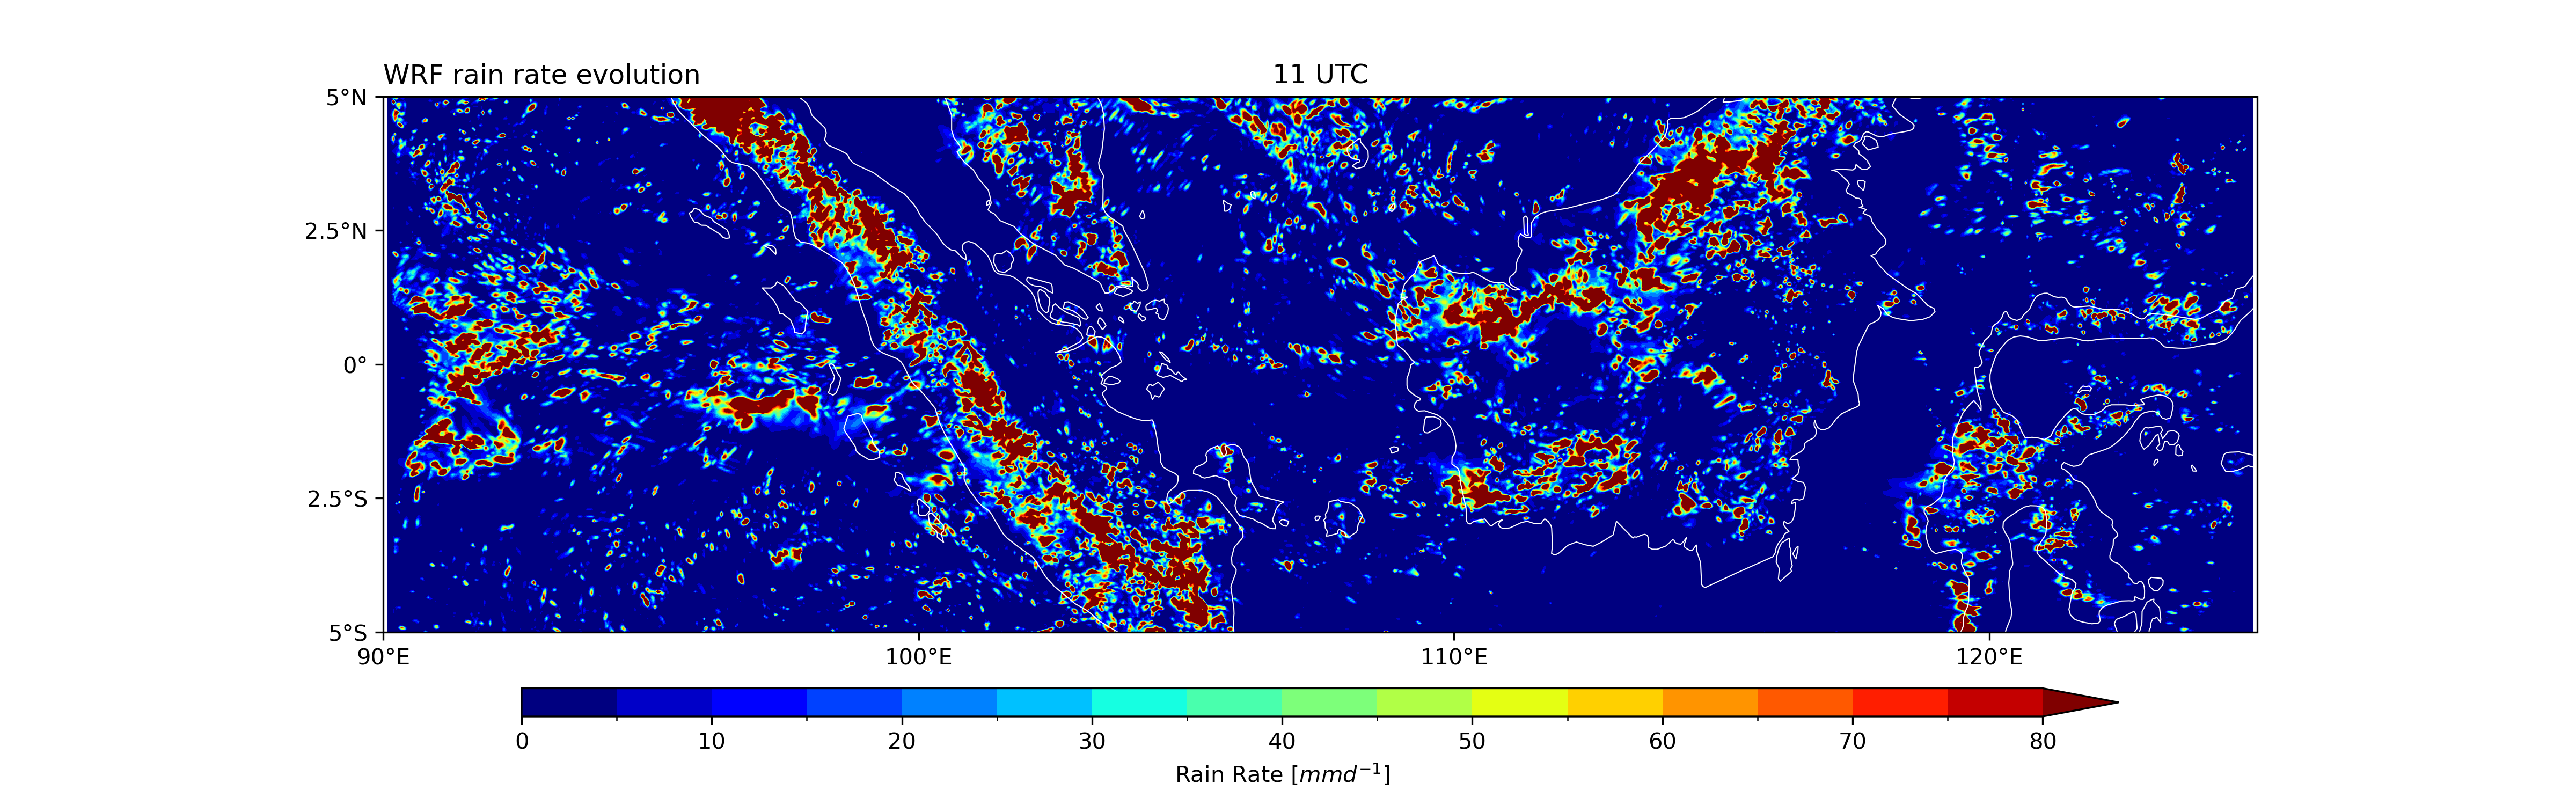 WRF rain rate evolution
11 UTC
5°N
2.5°N
0°
2.5°S
5°S
90°E 100°E 110°E 120°E
0 10 20 30 40 50 60 70 80
Rain Rate [mmd⁻¹]